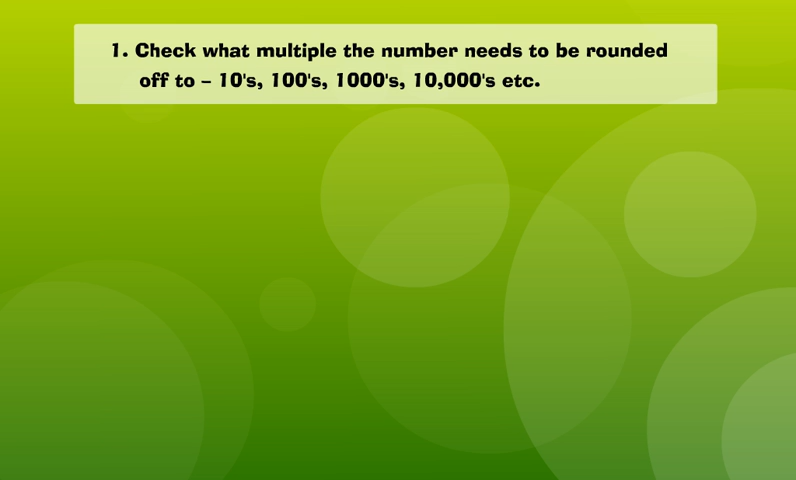 1. Check what multiple the number needs to be rounded
off to – 10's, 100's, 1000's, 10,000's etc.